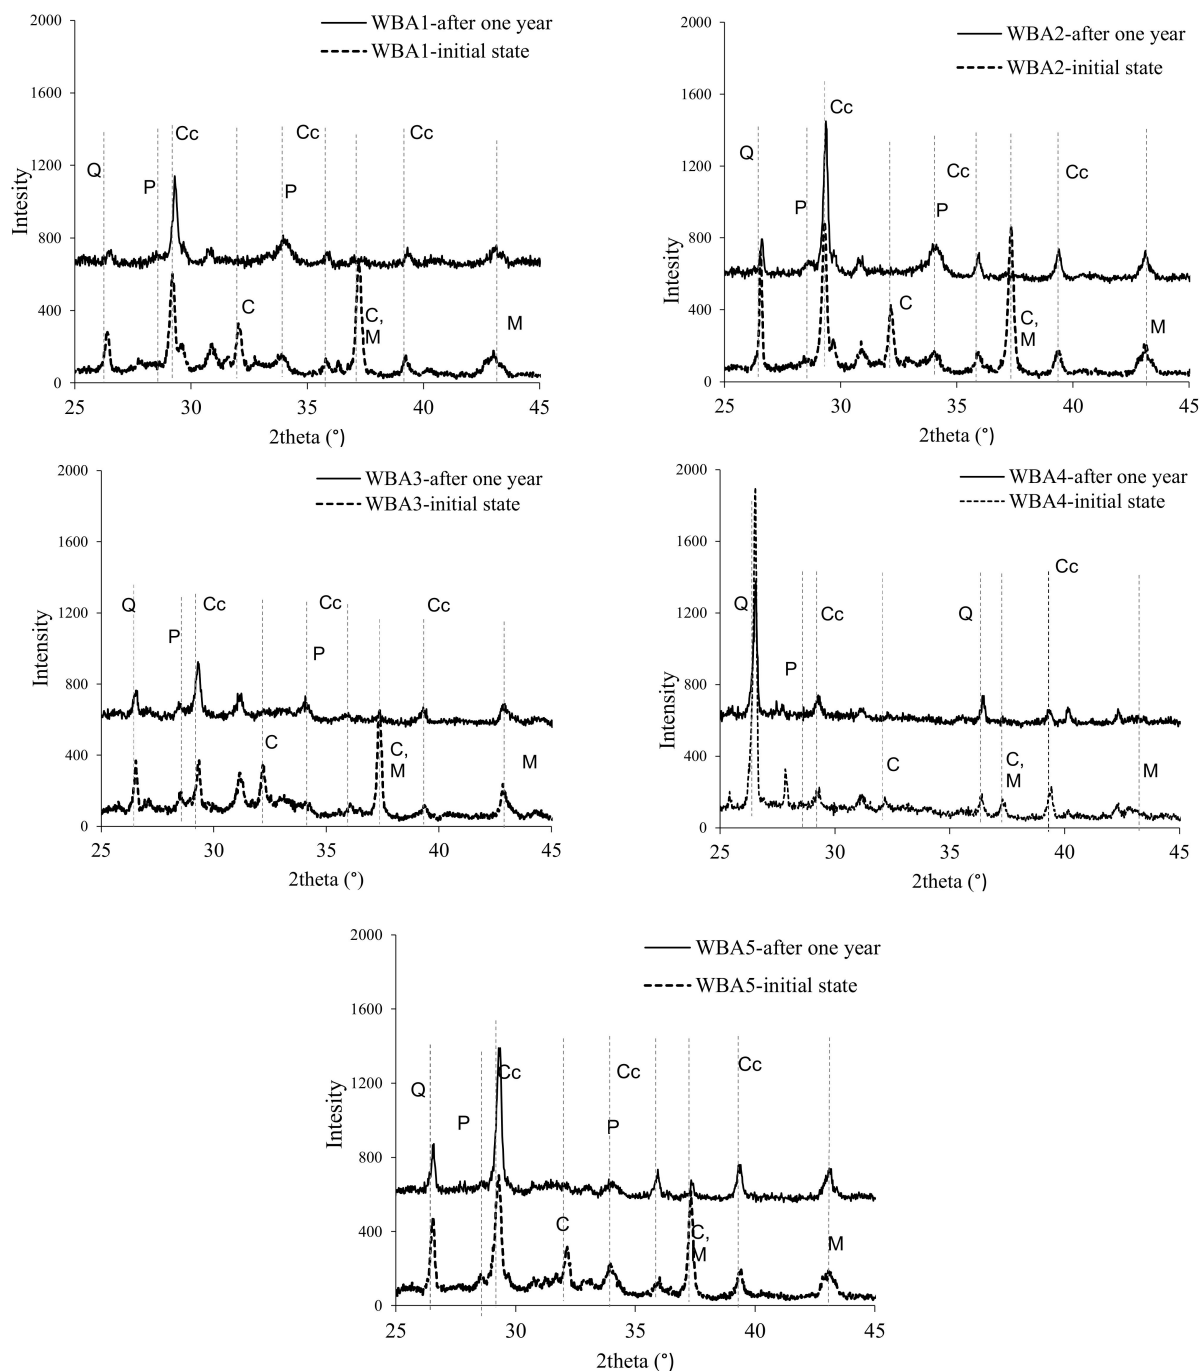 2000
1600
1200
800
400
0
Intesity
WBA1-after one year
WBA1-initial state
Q
P
Cc
P
Cc
Cc
C
C,
M
M
25
30
35
40
45
2theta (°)
2000
1600
1200
800
400
0
Intesity
WBA2-after one year
WBA2-initial state
Q
P
Cc
P
Cc
Cc
C
C,
M
M
25
30
35
40
45
2theta (°)
2000
1600
1200
800
400
0
Intensity
WBA3-after one year
WBA3-initial state
Q
P
Cc
P
Cc
Cc
C
C,
M
M
25
30
35
40
45
2theta (°)
2000
1600
1200
800
400
0
Intensity
WBA4-after one year
WBA4-initial state
Q
P
Cc
Q
Cc
C
C,
M
M
25
30
35
40
45
2theta (°)
2000
1600
1200
800
400
0
Intesity
WBA5-after one year
WBA5-initial state
Q
P
Cc
P
Cc
Cc
C
C,
M
M
25
30
35
40
45
2theta (°)